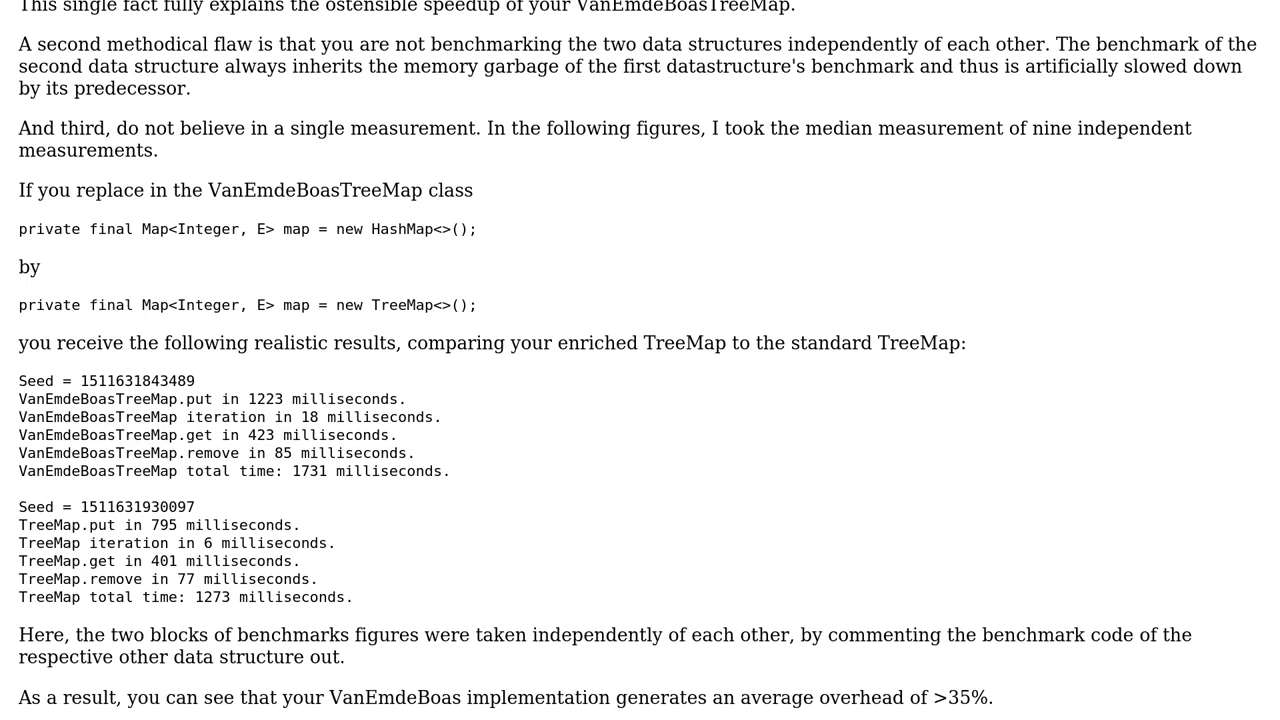 This single fact fully explains the ostensible speedup of your VanEmdeBoasTreeMap.
A second methodical flaw is that you are not benchmarking the two data structures independently of each other. The benchmark of the
second data structure always inherits the memory garbage of the first datastructure's benchmark and thus is artificially slowed down
by its predecessor.
And third, do not believe in a single measurement. In the following figures, I took the median measurement of nine independent
measurements.
If you replace in the VanEmdeBoasTreeMap class
private final Map<Integer, E> map = new HashMap<>();
by
private final Map<Integer, E> map = new TreeMap<>();
you receive the following realistic results, comparing your enriched TreeMap to the standard TreeMap:
Seed = 1511631843489
VanEmdeBoasTreeMap.put in 1223 milliseconds.
VanEmdeBoasTreeMap iteration in 18 milliseconds.
VanEmdeBoasTreeMap.get in 423 milliseconds.
VanEmdeBoasTreeMap.remove in 85 milliseconds.
VanEmdeBoasTreeMap total time: 1731 milliseconds.
Seed = 1511631930097
TreeMap.put in 795 milliseconds.
TreeMap iteration in 6 milliseconds.
TreeMap.get in 401 milliseconds.
TreeMap.remove in 77 milliseconds.
TreeMap total time: 1273 milliseconds.
Here, the two blocks of benchmarks figures were taken independently of each other, by commenting the benchmark code of the
respective other data structure out.
As a result, you can see that your VanEmdeBoas implementation generates an average overhead of >35%.